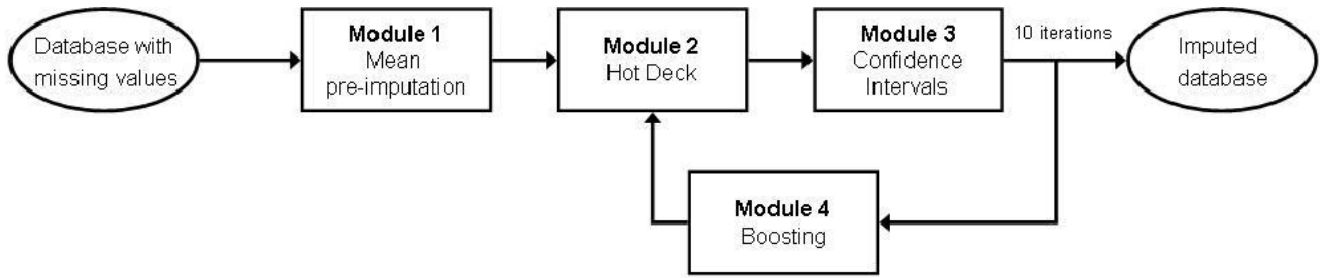 Database with
missing values
Module 1
Mean
pre-imputation
Module 2
Hot Deck
Module 3
Confidence
Intervals
10 iterations
Imputed
database
Module 4
Boosting